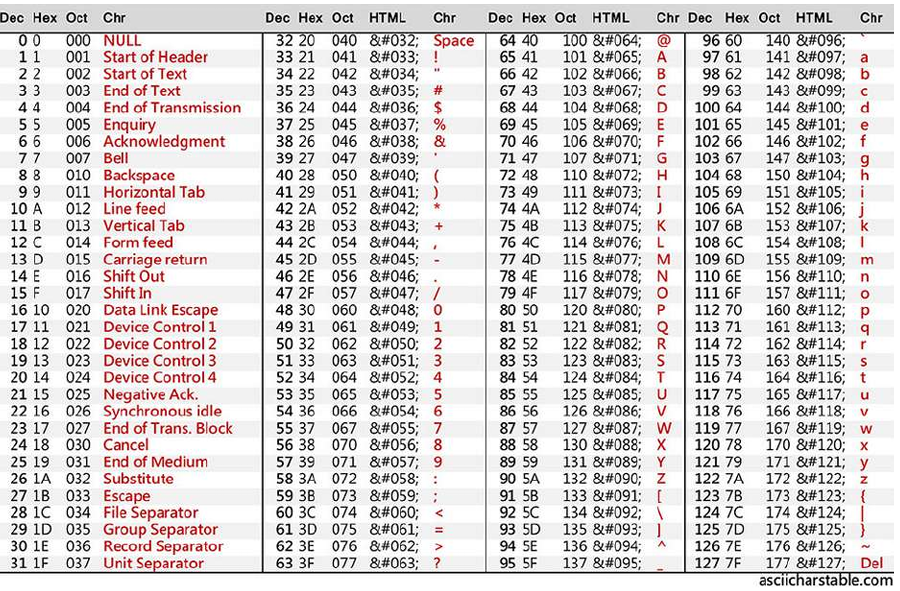 Dec Hex Oct Chr Dec Hex Oct HTML Chr Dec Hex Oct HTML Chr Dec Hex Oct HTML Chr
0 0 000 NULL 32 20 040 &#032; Space 64 40 100 &#064; @ 96 60 140 &#096; `
1 1 001 Start of Header 33 21 041 &#033; ! 65 41 101 &#065; A 97 61 141 &#097; a
2 2 002 Start of Text 34 22 042 &#034; " 66 42 102 &#066; B 98 62 142 &#098; b
3 3 003 End of Text 35 23 043 &#035; # 67 43 103 &#067; C 99 63 143 &#099; c
4 4 004 End of Transmission 36 24 044 &#036; $ 68 44 104 &#068; D 100 64 144 &#100; d
5 5 005 Enquiry 37 25 045 &#037; % 69 45 105 &#069; E 101 65 145 &#101; e
6 6 006 Acknowledgment 38 26 046 &#038; & 70 46 106 &#070; F 102 66 146 &#102; f
7 7 007 Bell 39 27 047 &#039; ' 71 47 107 &#071; G 103 67 147 &#103; g
8 8 010 Backspace 40 28 050 &#040; ( 72 48 110 &#072; H 104 68 150 &#104; h
9 9 011 Horizontal Tab 41 29 051 &#041; ) 73 49 111 &#073; I 105 69 151 &#105; i
10 A 012 Line feed 42 2A 052 &#042; * 74 4A 112 &#074; J 106 6A 152 &#106; j
11 B 013 Vertical Tab 43 2B 053 &#043; + 75 4B 113 &#075; K 107 6B 153 &#107; k
12 C 014 Form feed 44 2C 054 &#044; , 76 4C 114 &#076; L 108 6C 154 &#108; l
13 D 015 Carriage return 45 2D 055 &#045; - 77 4D 115 &#077; M 109 6D 155 &#109; m
14 E 016 Shift Out 46 2E 056 &#046; . 78 4E 116 &#078; N 110 6E 156 &#110; n
15 F 017 Shift In 47 2F 057 &#047; / 79 4F 117 &#079; O 111 6F 157 &#111; o
16 10 020 Data Link Escape 48 30 060 &#048; 0 80 50 120 &#080; P 112 70 160 &#112; p
17 11 021 Device Control 1 49 31 061 &#049; 1 81 51 121 &#081; Q 113 71 161 &#113; q
18 12 022 Device Control 2 50 32 062 &#050; 2 82 52 122 &#082; R 114 72 162 &#114; r
19 13 023 Device Control 3 51 33 063 &#051; 3 83 53 123 &#083; S 115 73 163 &#115; s
20 14 024 Device Control 4 52 34 064 &#052; 4 84 54 124 &#084; T 116 74 164 &#116; t
21 15 025 Negative Ack. 53 35 065 &#053; 5 85 55 125 &#085; U 117 75 165 &#117; u
22 16 026 Synchronous idle 54 36 066 &#054; 6 86 56 126 &#086; V 118 76 166 &#118; v
23 17 027 End of Trans. Block 55 37 067 &#055; 7 87 57 127 &#087; W 119 77 167 &#119; w
24 18 030 Cancel 56 38 070 &#056; 8 88 58 130 &#088; X 120 78 170 &#120; x
25 19 031 End of Medium 57 39 071 &#057; 9 89 59 131 &#089; Y 121 79 171 &#121; y
26 1A 032 Substitute 58 3A 072 &#058; : 90 5A 132 &#090; Z 122 7A 172 &#122; z
27 1B 033 Escape 59 3B 073 &#059; ; 91 5B 133 &#091; [ 123 7B 173 &#123; {
28 1C 034 File Separator 60 3C 074 &#060; < 92 5C 134 &#092; \ 124 7C 174 &#124; |
29 1D 035 Group Separator 61 3D 075 &#061; = 93 5D 135 &#093; ] 125 7D 175 &#125; }
30 1E 036 Record Separator 62 3E 076 &#062; > 94 5E 136 &#094; ^ 126 7E 176 &#126; ~
31 1F 037 Unit Separator 63 3F 077 &#063; ? 95 5F 137 &#095; _ 127 7F 177 &#127; Del
asciicharstable.com